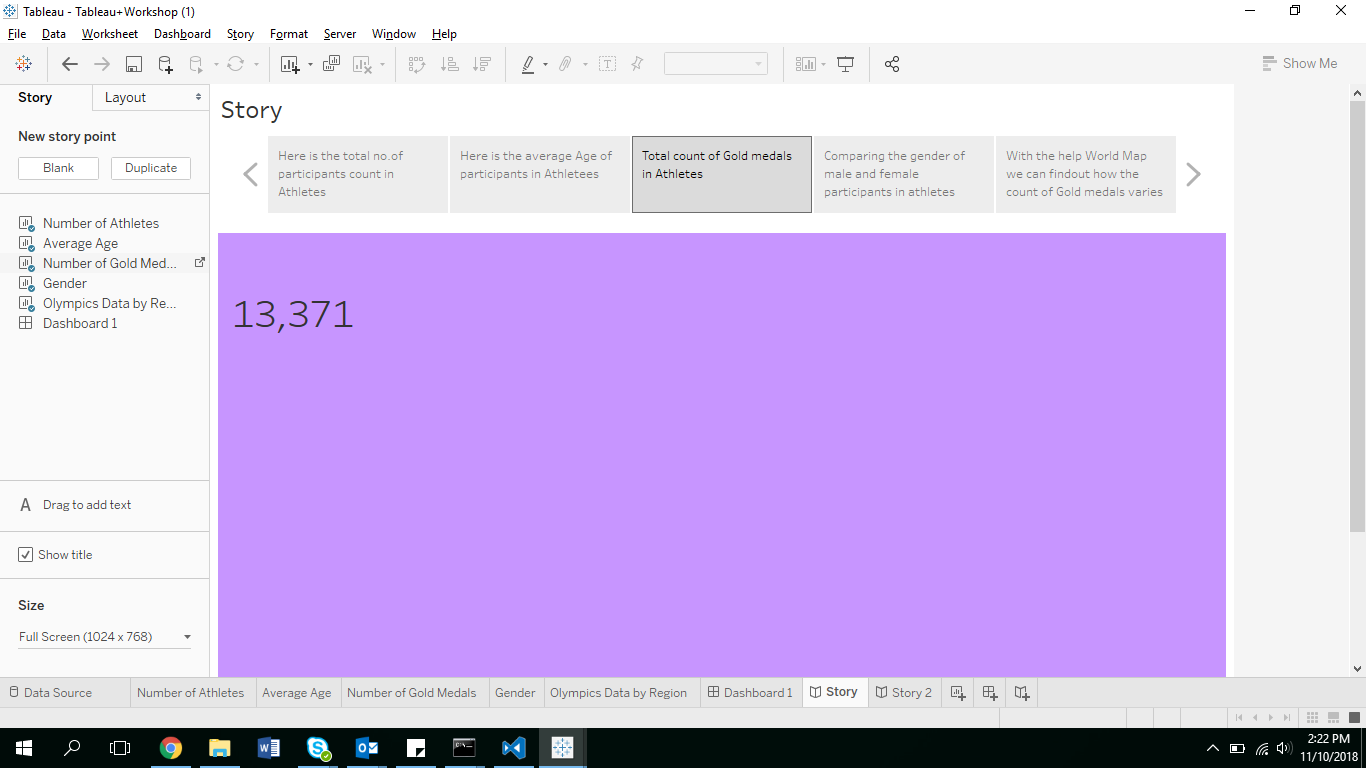 Tableau - Tableau+Workshop (1)
File Data Worksheet Dashboard Story Format Server Window Help
Show Me
Story
Layout
New story point
Blank
Duplicate
Number of Athletes
Average Age
Number of Gold Med...
Gender
Olympics Data by Re...
Dashboard 1
A Drag to add text
Show title
Size
Full Screen (1024 x 768)
Story
Here is the total no.of
participants count in
Athletes
Here is the average Age of
participants in Athletees
Total count of Gold medals
in Athletes
Comparing the gender of
male and female
participants in athletes
With the help World Map
we can findout how the
count of Gold medals varies
13,371
Data Source
Number of Athletes
Average Age
Number of Gold Medals
Gender
Olympics Data by Region
Dashboard 1
Story
Story 2
2:22 PM
11/10/2018